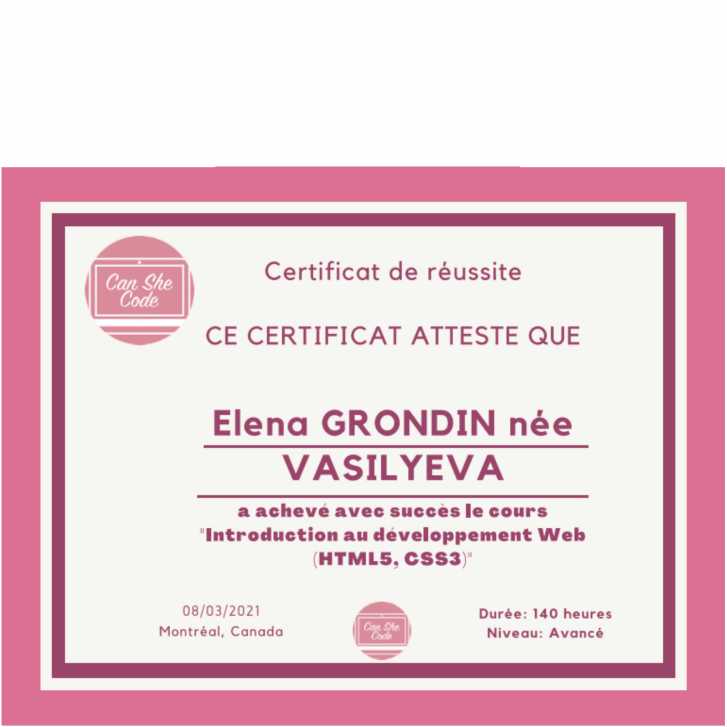 Can She
Code
Certificat de réussite
CE CERTIFICAT ATTESTE QUE
Elena GRONDIN née
VASILYEVA
a achevé avec succès le cours
"Introduction au développement Web
(HTML5, CSS3)"
08/03/2021
Montréal, Canada
Can She
Code
Durée: 140 heures
Niveau: Avancé